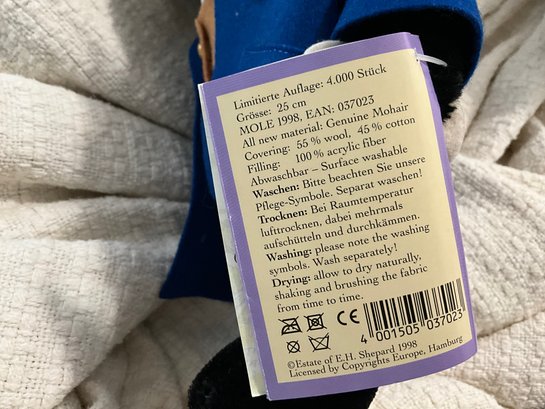 Limitierte Auflage: 4.000 Stück
Grösse: 25 cm
MOLE 1998, EAN: 037023
All new material: Genuine Mohair
Covering: 55% wool, 45% cotton
Filling: 100% acrylic fiber
Abwaschbar – Surface washable
Waschen: Bitte beachten Sie unsere
Pflege-Symbole. Separat waschen!
Trocknen: Bei Raumtemperatur
lufttrocknen, dabei mehrmals
aufschütteln und durchkämmen.
Washing: please note the washing
symbols. Wash separately!
Drying: allow to dry naturally,
shaking and brushing the fabric
from time to time.
CE
4 001505 037023
©Estate of E.H. Shepard 1998
Licensed by Copyrights Europe, Hamburg